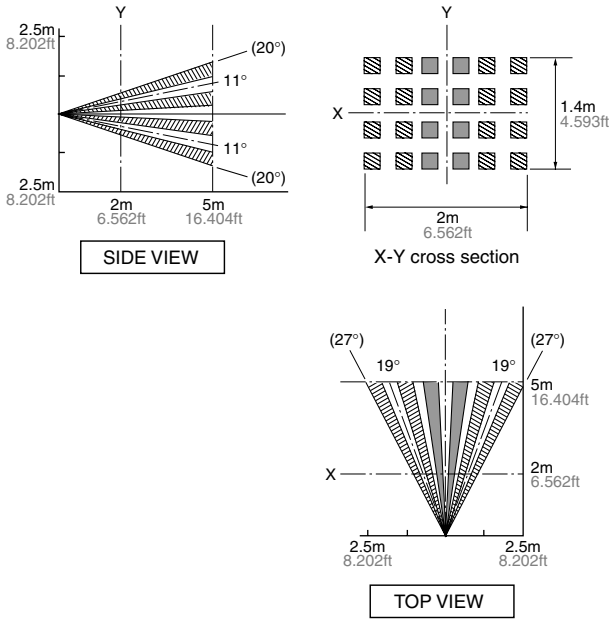 Y
2.5m
8.202ft
(20°)
11°
11°
(20°)
2.5m
8.202ft
2m
6.562ft
5m
16.404ft
SIDE VIEW
Y
X
1.4m
4.593ft
2m
6.562ft
X-Y cross section
(27°)
(27°)
19°
19°
5m
16.404ft
X
2m
6.562ft
2.5m
8.202ft
2.5m
8.202ft
TOP VIEW